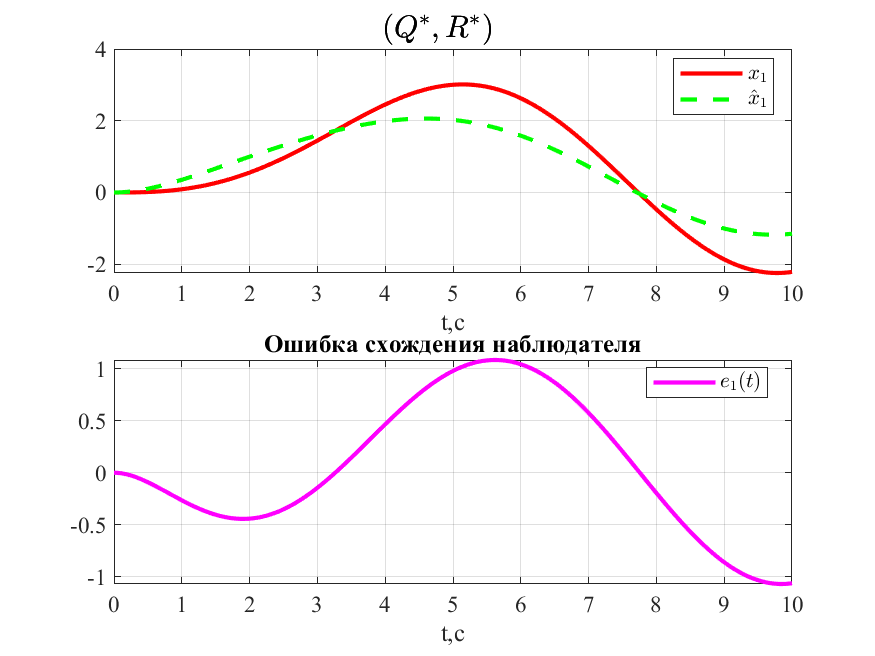 (Q*, R*)
4
2
0
-2
x₁
x̂₁
0 1 2 3 4 5 6 7 8 9 10
t,с
Ошибка схождения наблюдателя
1
0.5
0
-0.5
-1
e₁(t)
0 1 2 3 4 5 6 7 8 9 10
t,с